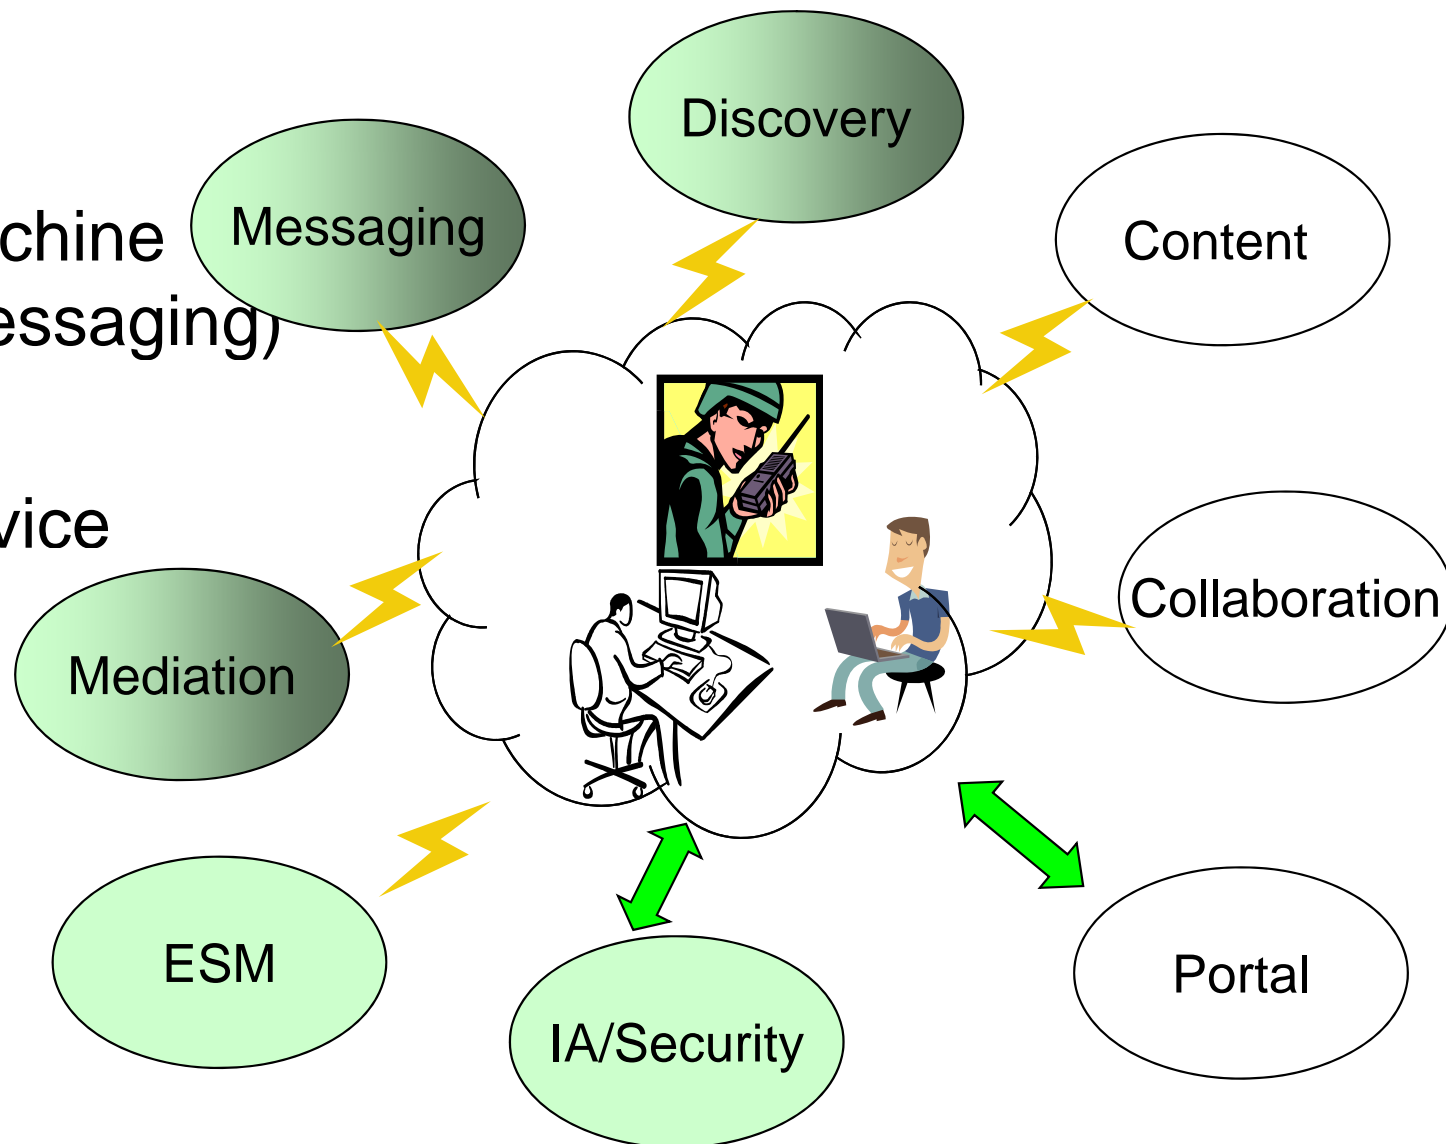 Discovery
chine
Messaging
Content
essaging)
vice
Collaboration
Mediation
ESM
Portal
IA/Security